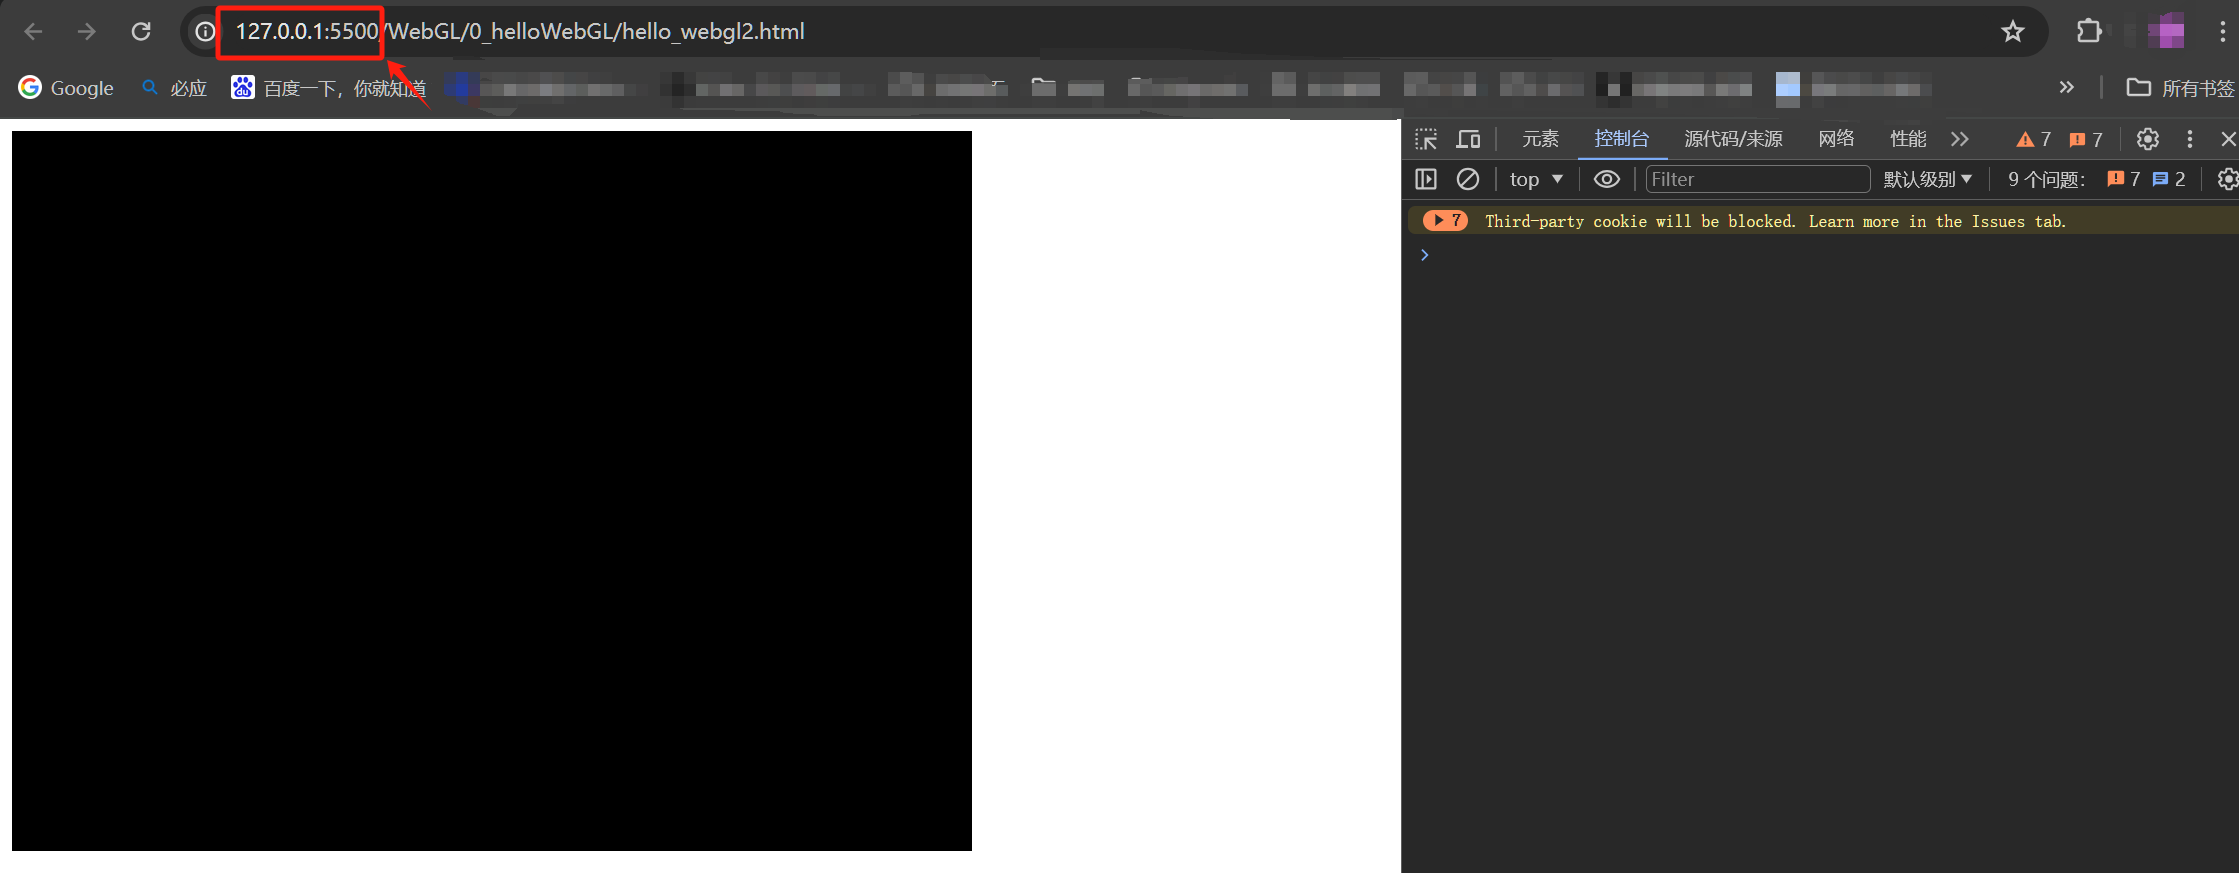 127.0.0.1:5500/WebGL/0_helloWebGL/hello_webgl2.html
Google 必应 百度一下，你就知道 所有书签
元素 控制台 源代码/来源 网络 性能 7 7
top Filter 默认级别 9 个问题： 7 2
7 Third-party cookie will be blocked. Learn more in the Issues tab.